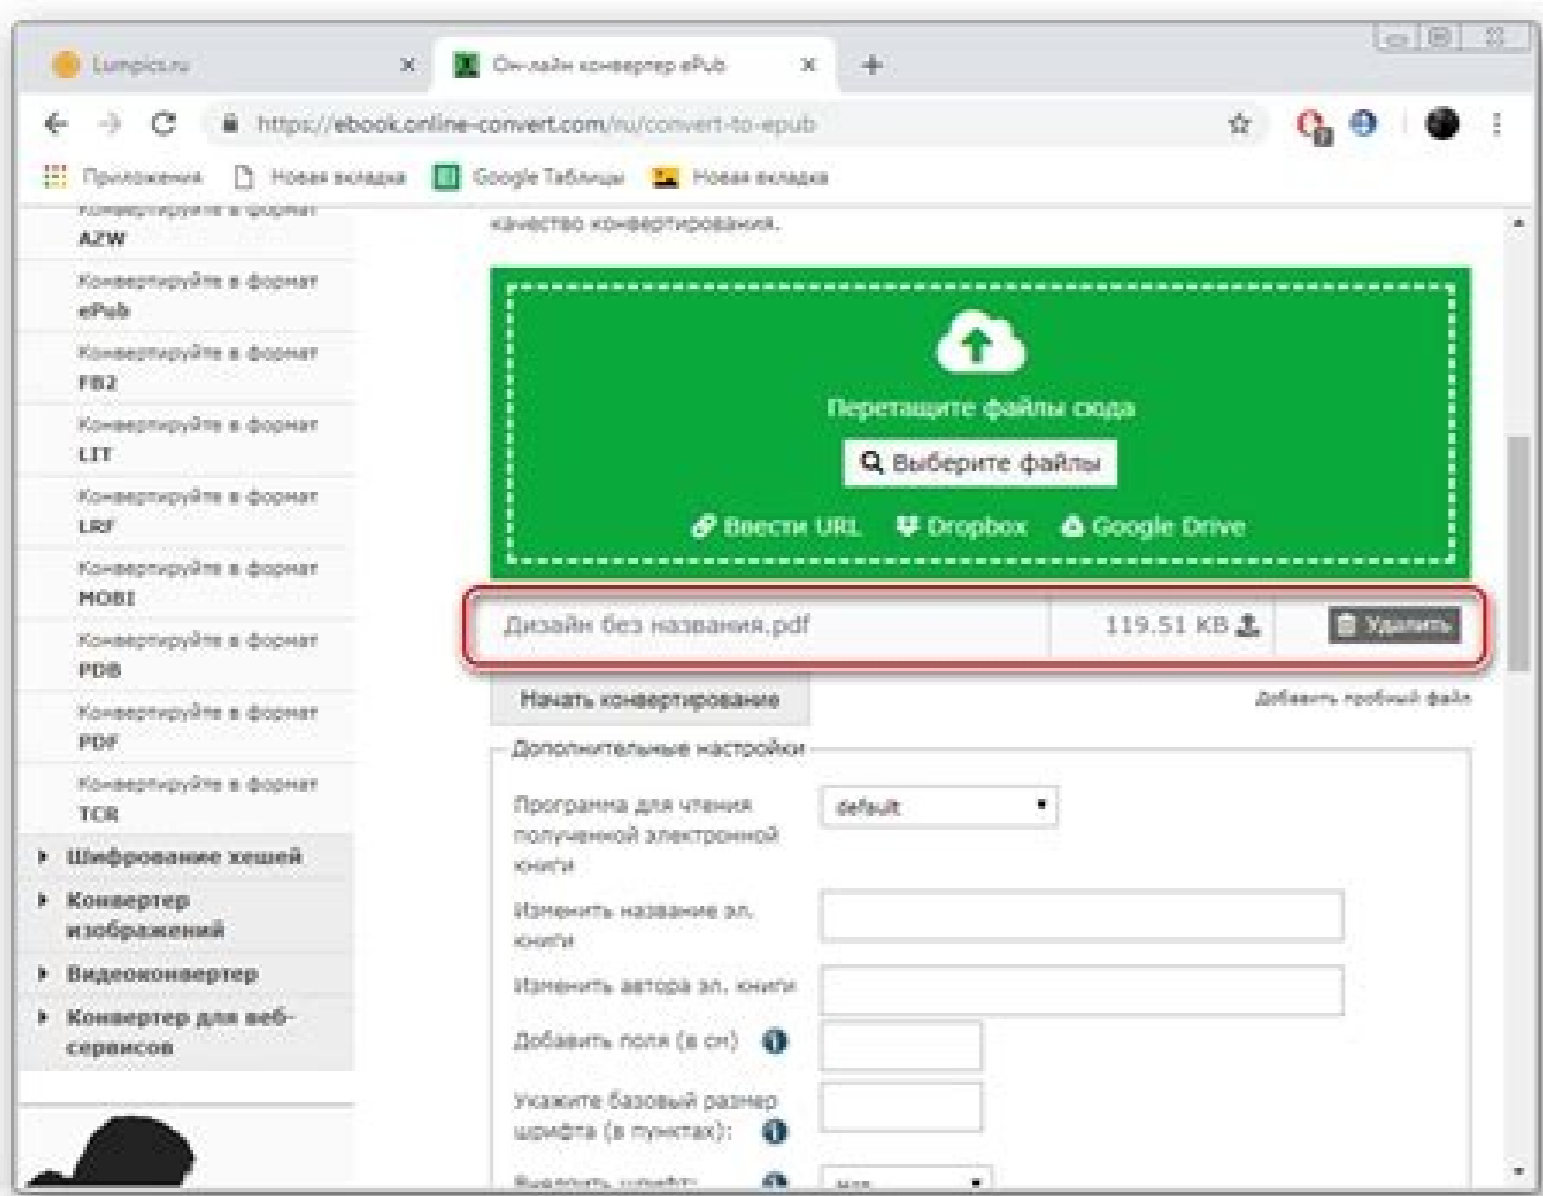 Lumpics.ru
Он-лайн конвертер ePub
https://ebook.online-convert.com/ru/convert-to-epub
Приложения
Новая вкладка
Google Таблицы
Новая вкладка
Конвертируйте в формат
AZW
Конвертируйте в формат
ePub
Конвертируйте в формат
FB2
Конвертируйте в формат
LIT
Конвертируйте в формат
LRF
Конвертируйте в формат
MOBI
Конвертируйте в формат
PDB
Конвертируйте в формат
PDF
Конвертируйте в формат
TCR
Шифрование хешей
Конвертер
изображений
Видеоконвертер
Конвертер для веб-
сервисов
качество конвертирования.
Перетащите файлы сюда
Выберите файлы
Ввести URL Dropbox Google Drive
Дизайн без названия.pdf 119.51 KB Удалить
Начать конвертирование
Добавить пробный файл
Дополнительные настройки
Программа для чтения
полученной электронной
книги
default
Изменить название эл.
книги
Изменить автора эл. книги
Добавить поля (в см)
Укажите базовый размер
шрифта (в пунктах):
Внедрить шрифт: